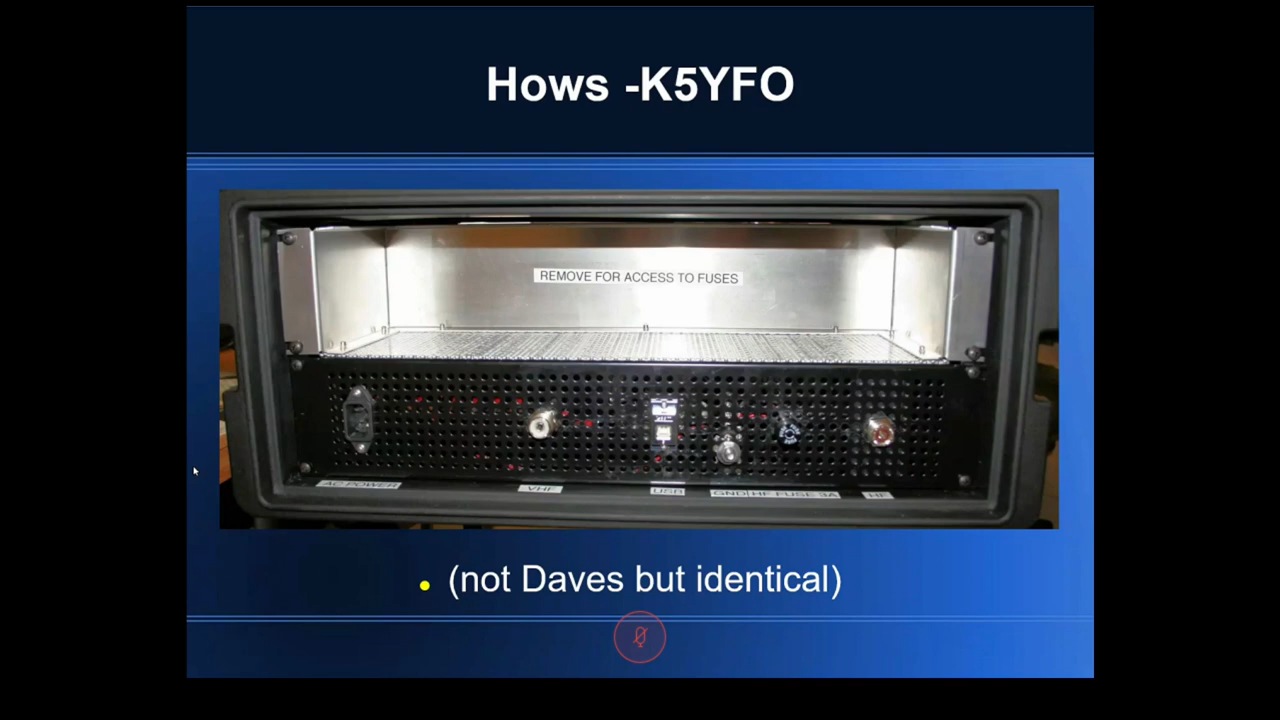 Hows -K5YFO
REMOVE FOR ACCESS TO FUSES
AC POWER
VHF
USB
GND HF FUSE 3A
HF
(not Daves but identical)